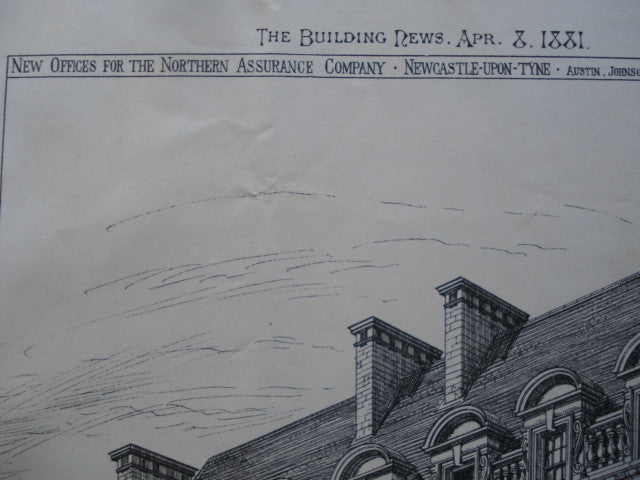 THE BUILDING NEWS. APR. 8. 1881.
NEW OFFICES FOR THE NORTHERN ASSURANCE COMPANY · NEWCASTLE-UPON-TYNE · AUSTIN, JOHNSO